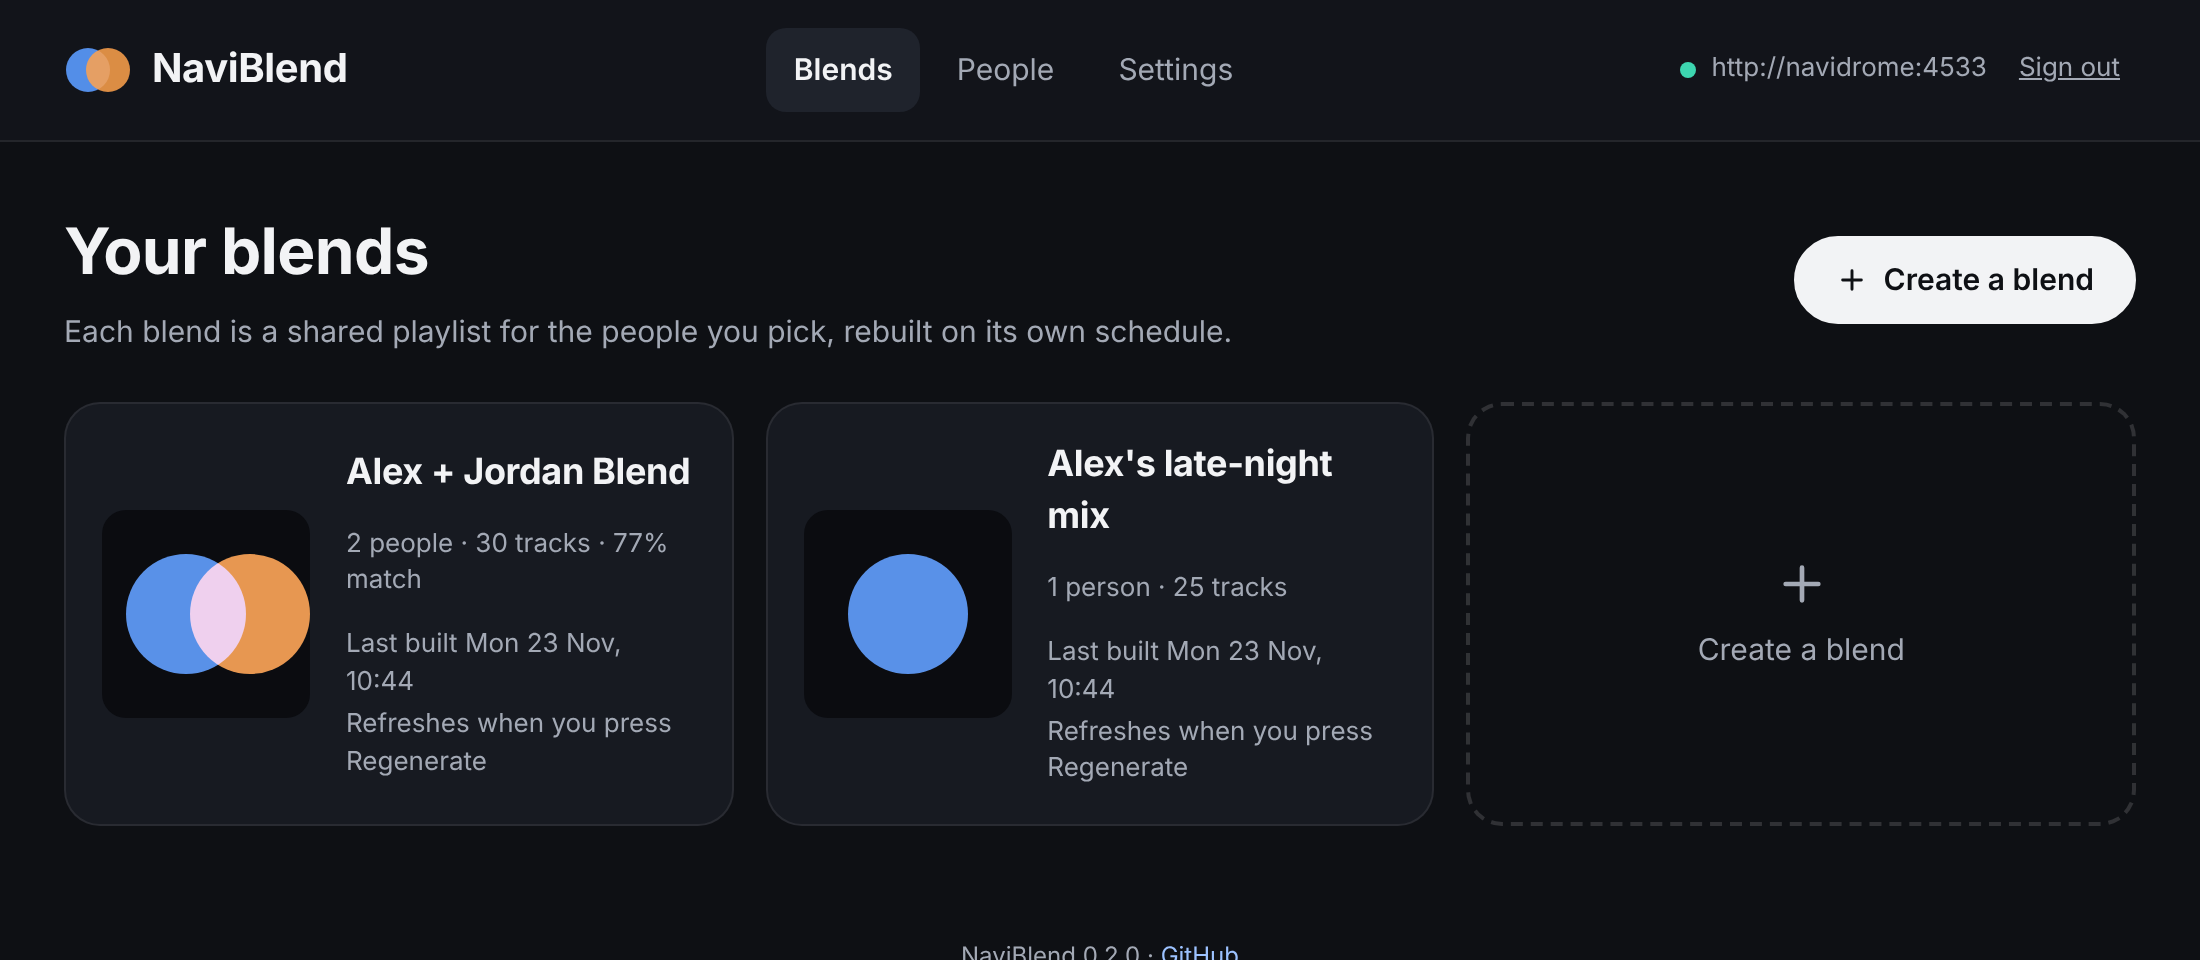 NaviBlend
Blends
People
Settings
http://navidrome:4533
Sign out
Your blends
Each blend is a shared playlist for the people you pick, rebuilt on its own schedule.
+ Create a blend
Alex + Jordan Blend
2 people · 30 tracks · 77%
match
Last built Mon 23 Nov,
10:44
Refreshes when you press
Regenerate
Alex's late-night
mix
1 person · 25 tracks
Last built Mon 23 Nov,
10:44
Refreshes when you press
Regenerate
+
Create a blend
NaviBlend 0.2.0 · GitHub